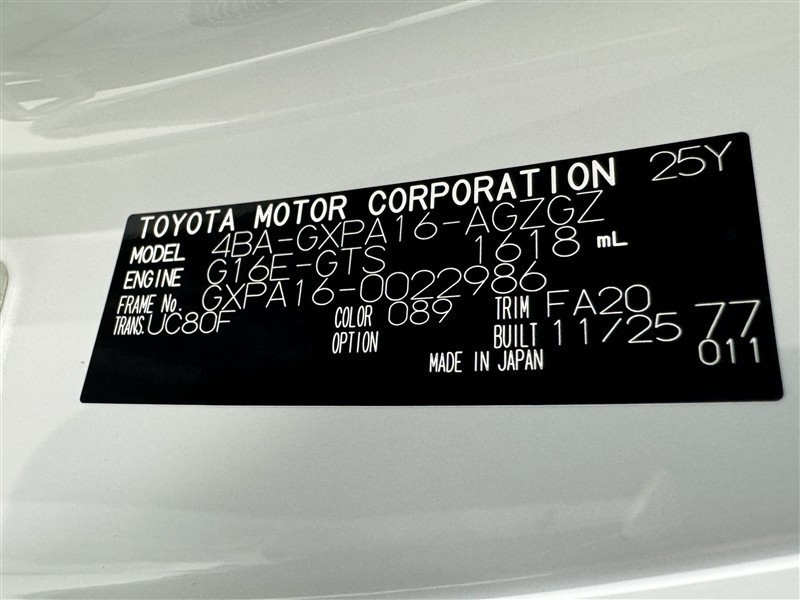 TOYOTA MOTOR CORPORATION 25Y
MODEL 4BA-GXPA16-AGZGZ
ENGINE G16E-GTS 1618 mL
FRAME No. GXPA16-0022986
TRANS. UC80F COLOR 089 TRIM FA20
OPTION BUILT 11/25 77
MADE IN JAPAN 011